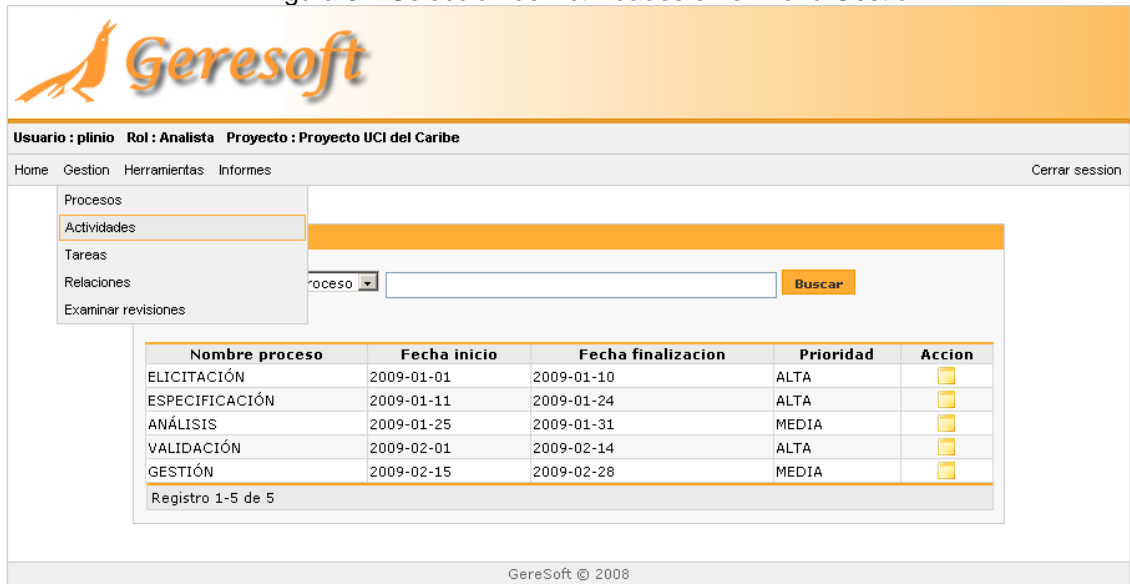 Geresoft
Usuario : plinio Rol : Analista Proyecto : Proyecto UCI del Caribe
Home Gestion Herramientas Informes Cerrar session
Procesos
Actividades
Tareas
Relaciones
Examinar revisiones
Buscar
Nombre proceso Fecha inicio Fecha finalizacion Prioridad Accion
ELICITACIÓN 2009-01-01 2009-01-10 ALTA
ESPECIFICACIÓN 2009-01-11 2009-01-24 ALTA
ANÁLISIS 2009-01-25 2009-01-31 MEDIA
VALIDACIÓN 2009-02-01 2009-02-14 ALTA
GESTIÓN 2009-02-15 2009-02-28 MEDIA
Registro 1-5 de 5
GereSoft © 2008